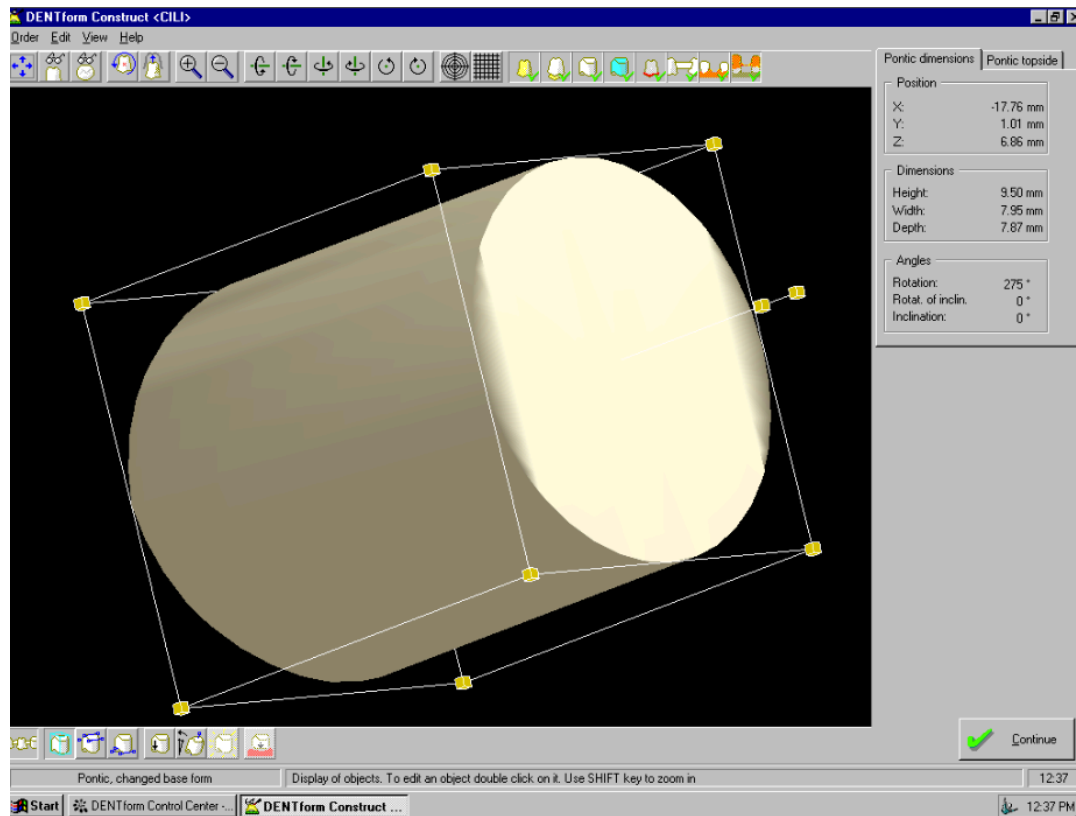 DENTform Construct <CILI>
Order Edit View Help
Pontic dimensions Pontic topside
Position
X: -17.76 mm
Y: 1.01 mm
Z: 6.86 mm
Dimensions
Height: 9.50 mm
Width: 7.95 mm
Depth: 7.87 mm
Angles
Rotation: 275 °
Rotat. of inclin. 0 °
Inclination: 0 °
Continue
Pontic, changed base form Display of objects. To edit an object double click on it. Use SHIFT key to zoom in 12:37
Start DENTform Control Center -... DENTform Construct ... 12:37 PM